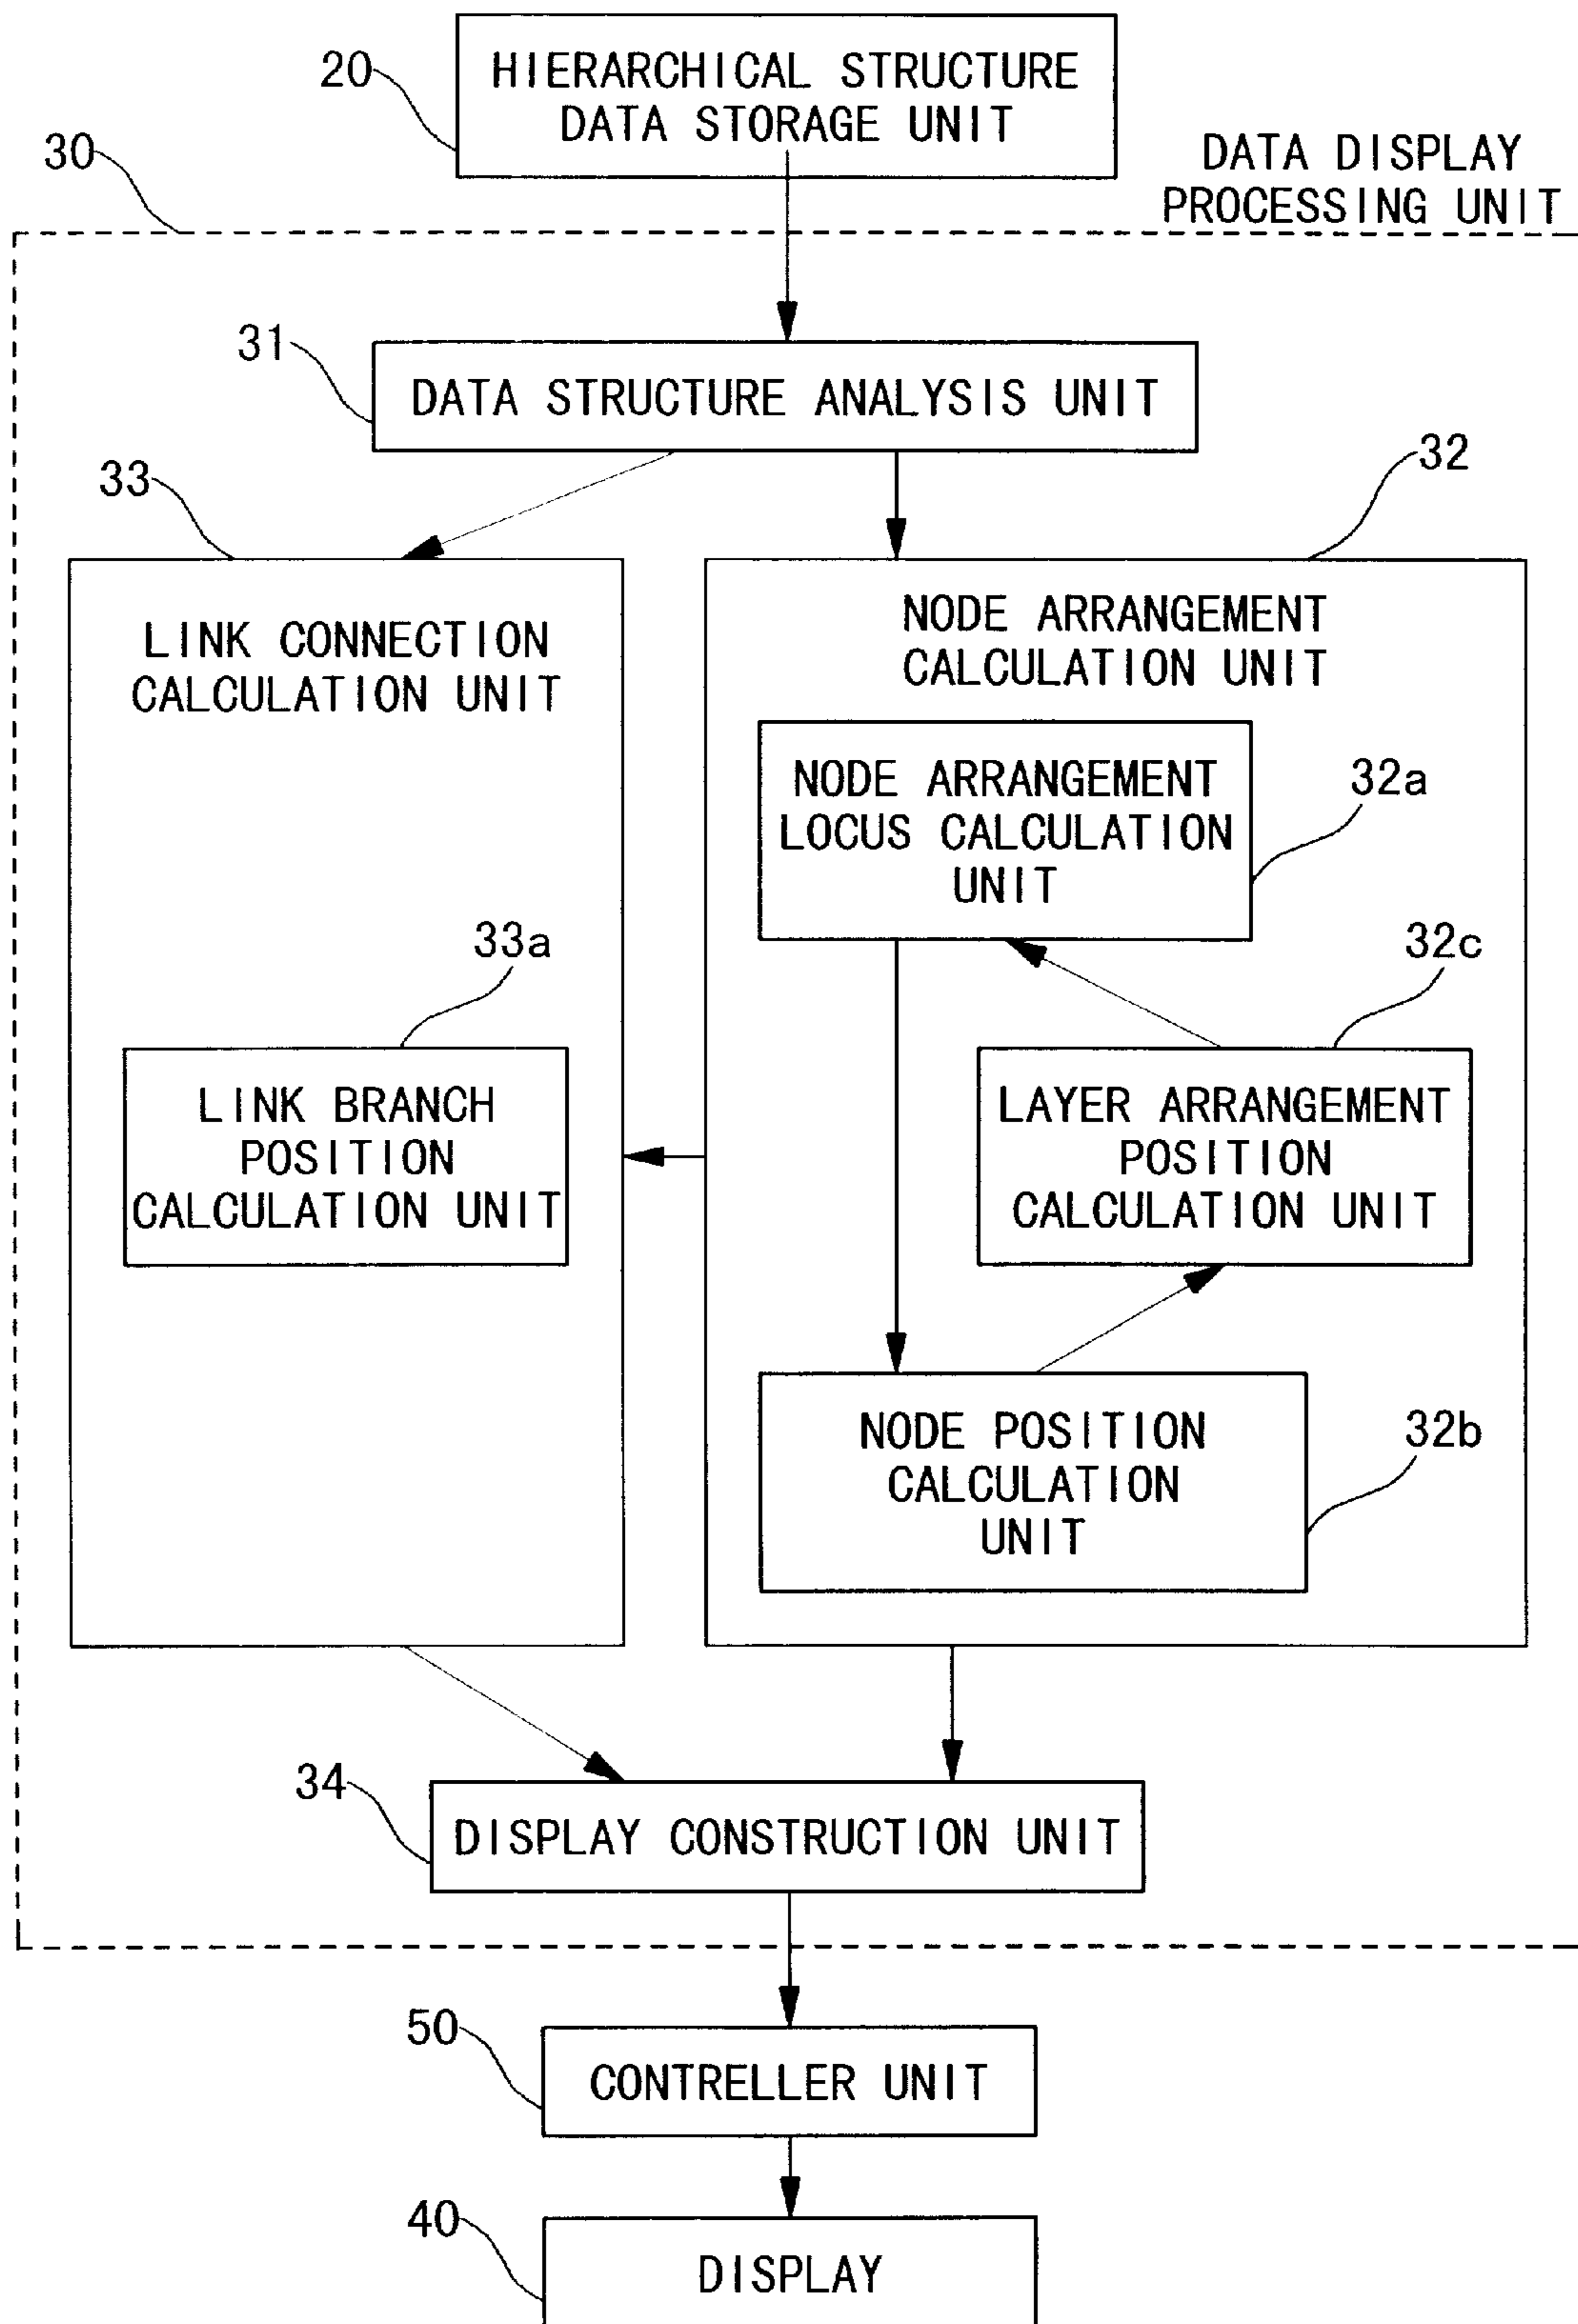 20
HIERARCHICAL STRUCTURE
DATA STORAGE UNIT
30
DATA DISPLAY
PROCESSING UNIT
31
DATA STRUCTURE ANALYSIS UNIT
33
32
LINK CONNECTION
CALCULATION UNIT
NODE ARRANGEMENT
CALCULATION UNIT
NODE ARRANGEMENT
LOCUS CALCULATION
UNIT
32a
33a
32c
LINK BRANCH
POSITION
CALCULATION UNIT
LAYER ARRANGEMENT
POSITION
CALCULATION UNIT
NODE POSITION
CALCULATION
UNIT
32b
34
DISPLAY CONSTRUCTION UNIT
50
CONTRELLER UNIT
40
DISPLAY